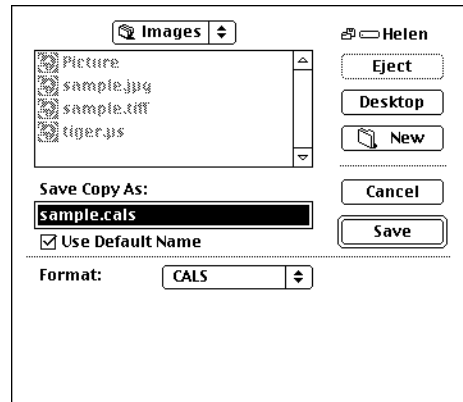 Images
Helen
Picture
sample.jpg
sample.tiff
tiger.ps
Eject
Desktop
New
Save Copy As:
sample.cals
Use Default Name
Cancel
Save
Format:
CALS